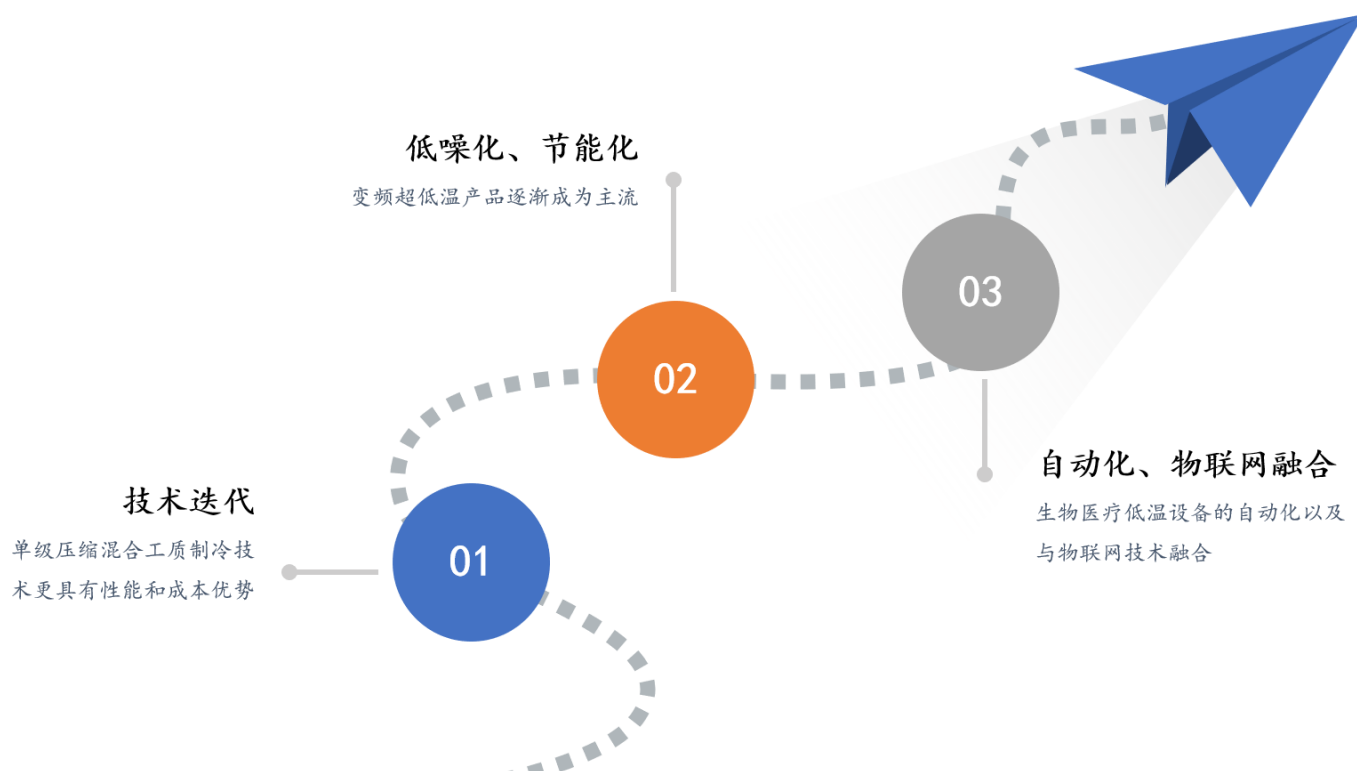 低噪化、节能化
变频超低温产品逐渐成为主流
03
02
自动化、物联网融合
生物医疗低温设备的自动化以及
与物联网技术融合
技术迭代
单级压缩混合工质制冷技
术更具有性能和成本优势
01